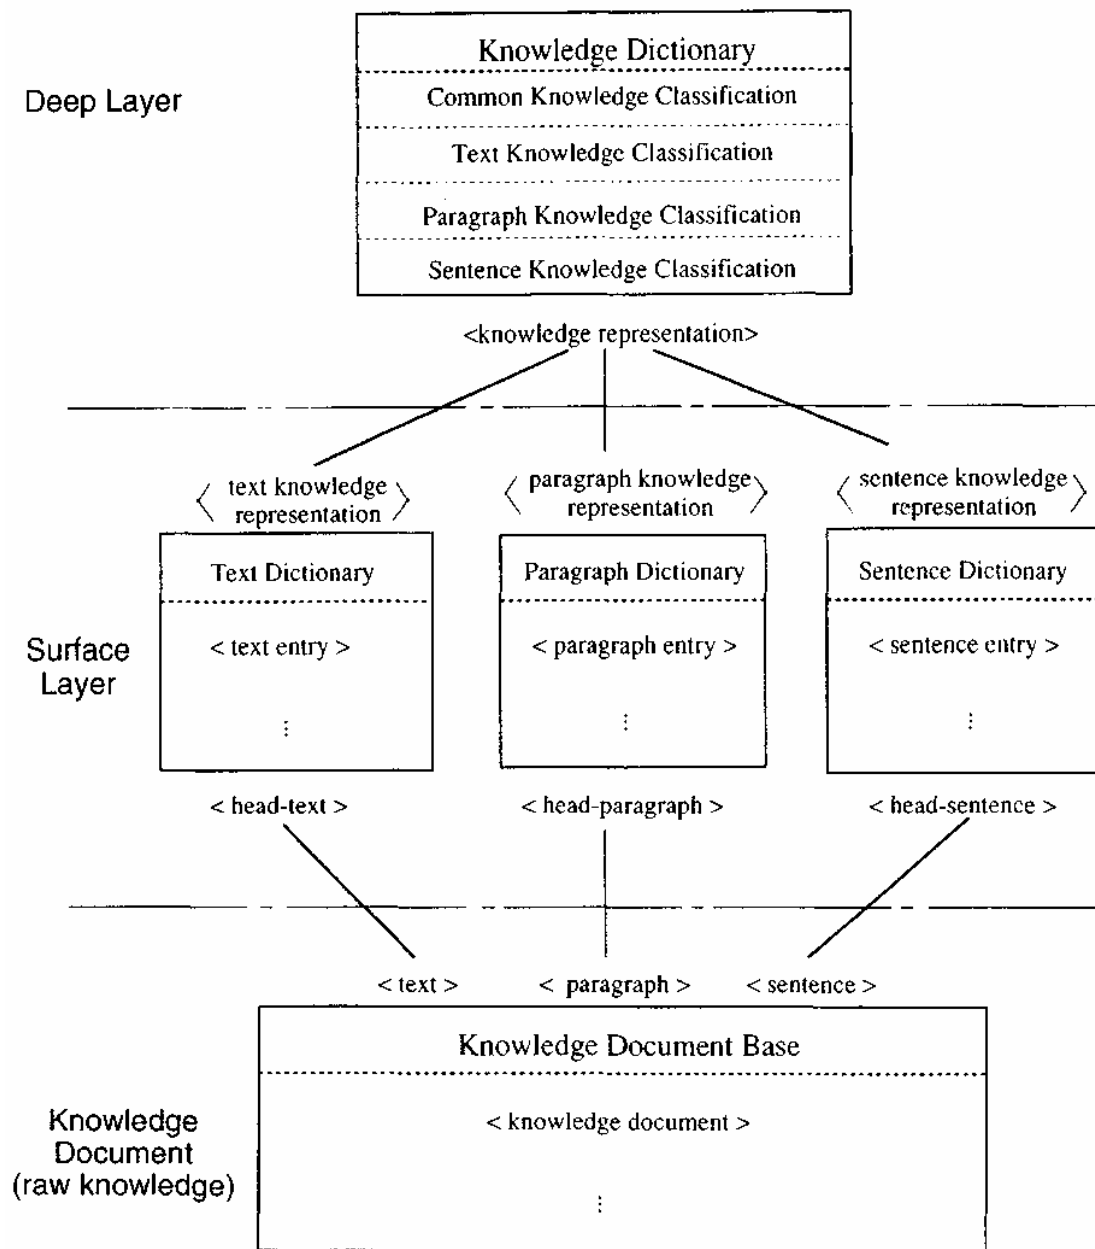 Knowledge Dictionary
Deep Layer
Common Knowledge Classification
Text Knowledge Classification
Paragraph Knowledge Classification
Sentence Knowledge Classification
<knowledge representation>
〈 text knowledge
representation 〉
〈 paragraph knowledge
representation 〉
〈 sentence knowledge
representation 〉
Text Dictionary
Paragraph Dictionary
Sentence Dictionary
Surface
Layer
< text entry >
⋮
< paragraph entry >
⋮
< sentence entry >
⋮
< head-text >
< head-paragraph >
< head-sentence >
< text >
< paragraph >
< sentence >
Knowledge Document Base
Knowledge
Document
(raw knowledge)
< knowledge document >
⋮